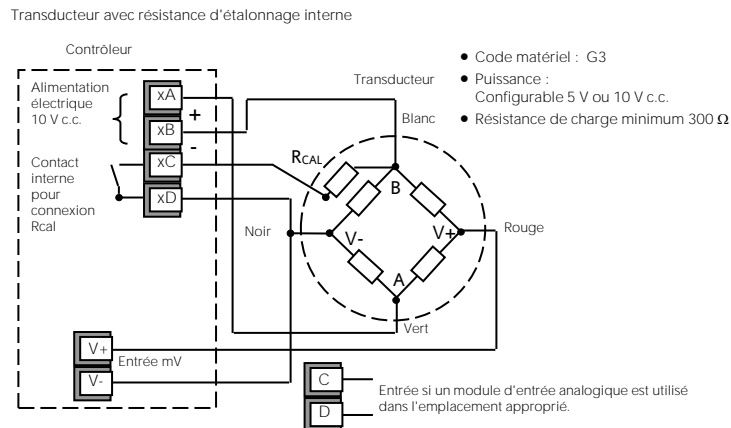 Transducteur avec résistance d'étalonnage interne
Contrôleur
Alimentation
électrique
10 V c.c.
xA
+
xB
-
xC
xD
Contact
interne
pour
connexion
Rcal
Transducteur
Blanc
RCAL
B
Noir
V-
V+
Rouge
A
Vert
• Code matériel : G3
• Puissance :
Configurable 5 V ou 10 V c.c.
• Résistance de charge minimum 300 Ω
V+
Entrée mV
V-
C
D
Entrée si un module d'entrée analogique est utilisé
dans l'emplacement approprié.